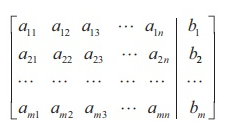 a₁₁ a₁₂ a₁₃ ⋯ a₁ₙ | b₁
a₂₁ a₂₂ a₂₃ ⋯ a₂ₙ | b₂
⋯ ⋯ ⋯ ⋯ ⋯ | ⋯
aₘ₁ aₘ₂ aₘ₃ ⋯ aₘₙ | bₘ